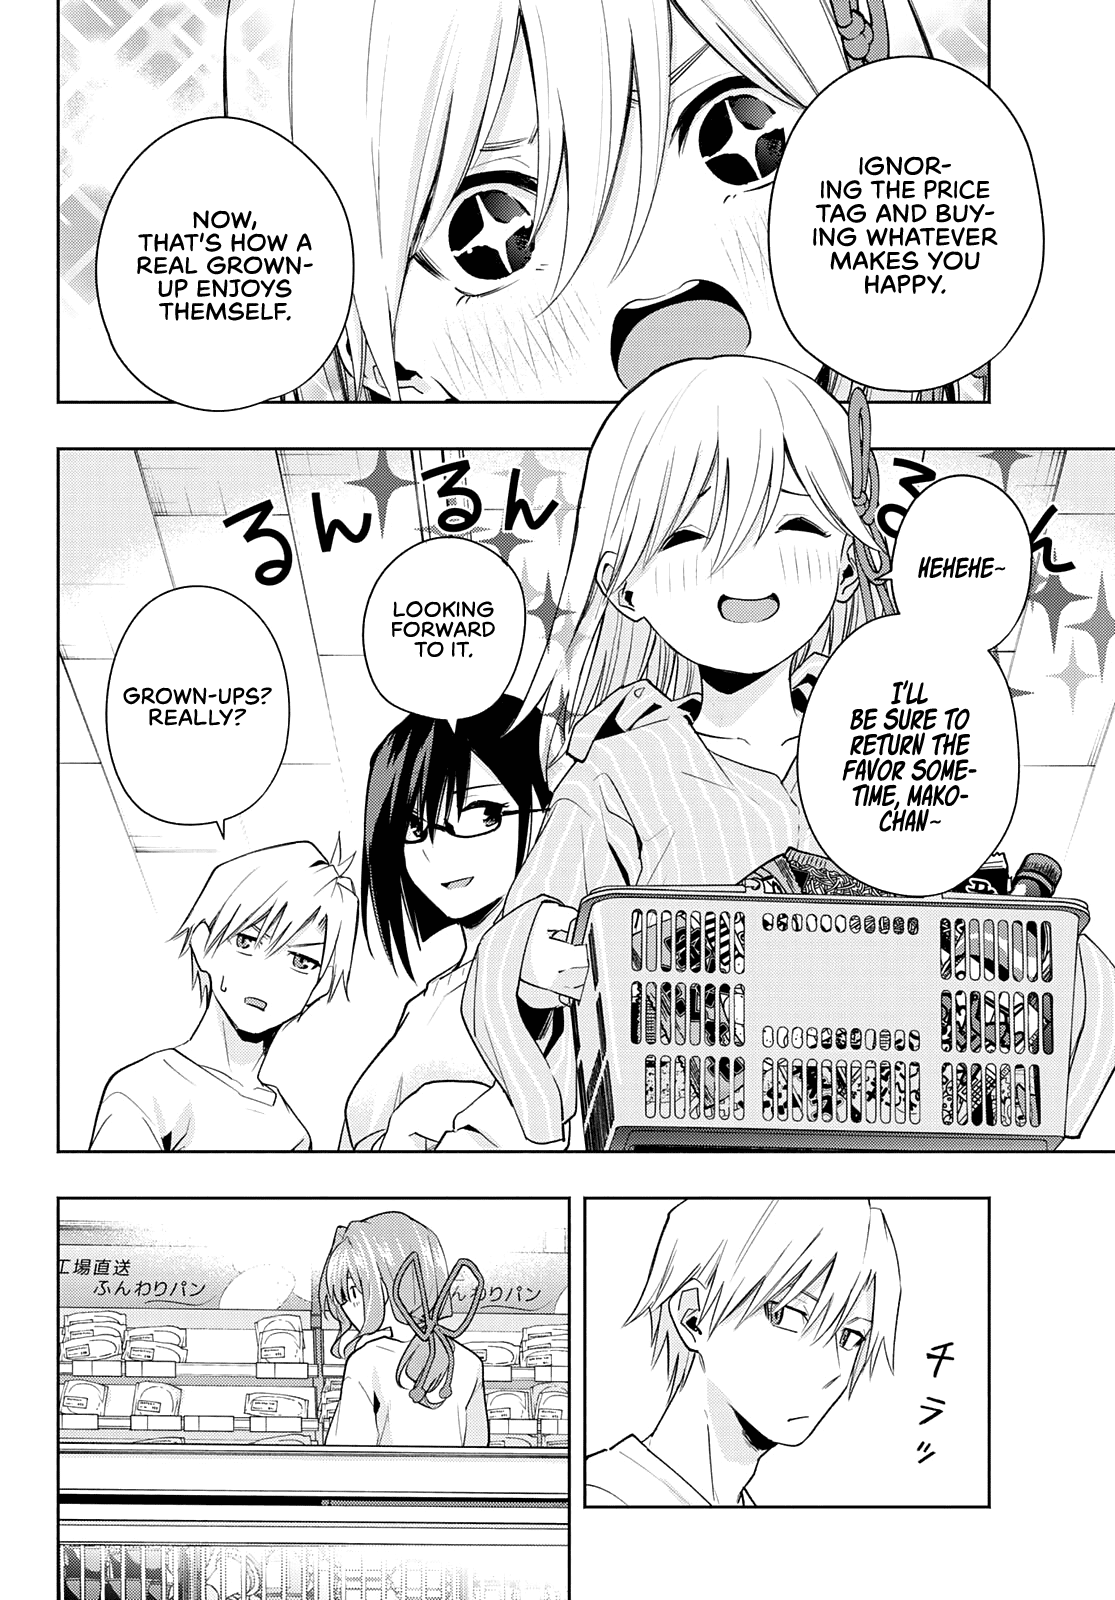 IGNOR-
ING THE PRICE
TAG AND BUY-
ING WHATEVER
MAKES YOU
HAPPY.
NOW,
THAT'S HOW A
REAL GROWN-
UP ENJOYS
THEMSELF.
HEHEHE~
I'LL
BE SURE TO
RETURN THE
FAVOR SOME-
TIME, MAKO-
CHAN~
るん
るん
るん
LOOKING
FORWARD
TO IT.
GROWN-UPS?
REALLY?
チラッ
工場直送
ふんわりパン
んわりパン